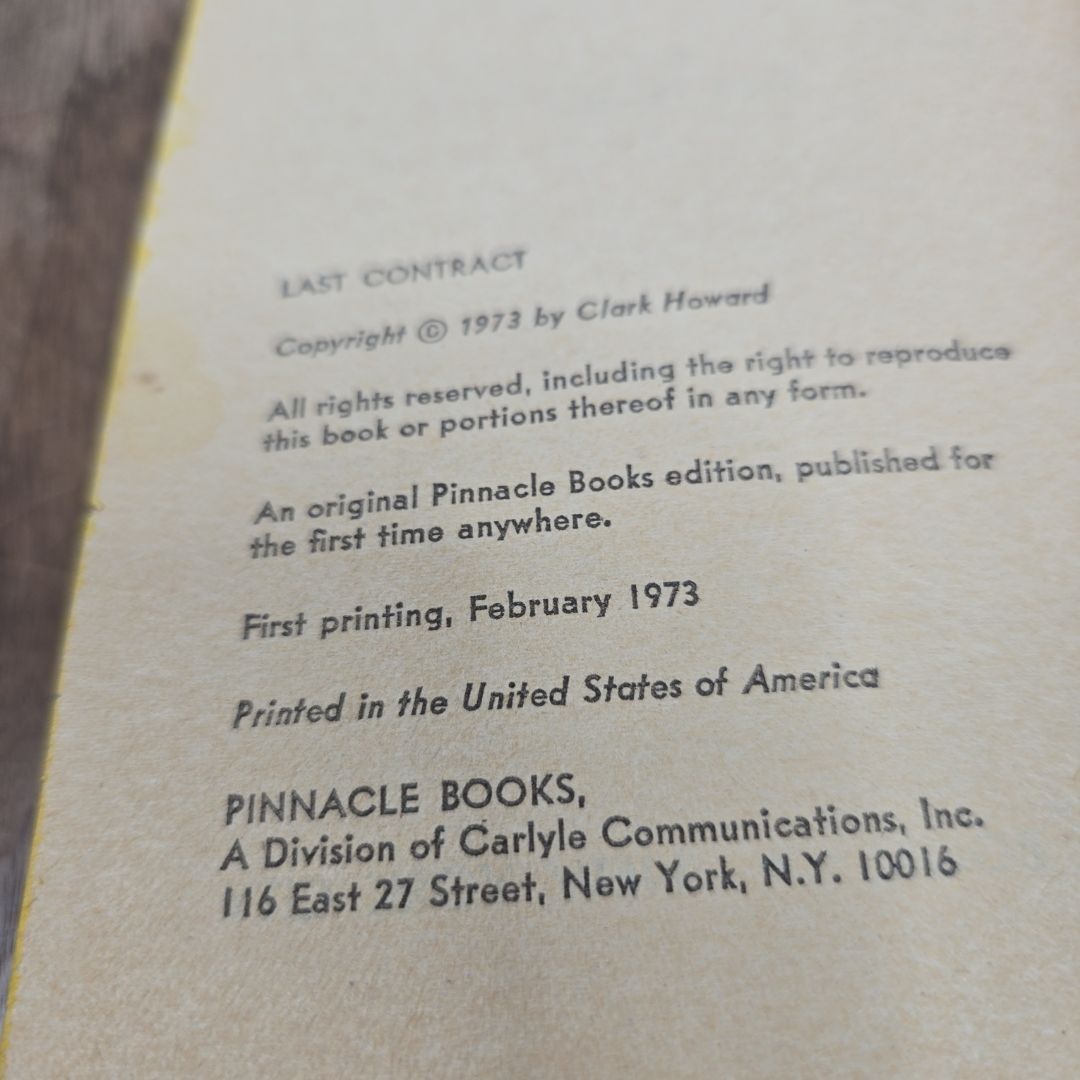 LAST CONTRACT
Copyright © 1973 by Clark Howard
All rights reserved, including the right to reproduce
this book or portions thereof in any form.
An original Pinnacle Books edition, published for
the first time anywhere.
First printing, February 1973
Printed in the United States of America
PINNACLE BOOKS,
A Division of Carlyle Communications, Inc.
116 East 27 Street, New York, N.Y. 10016